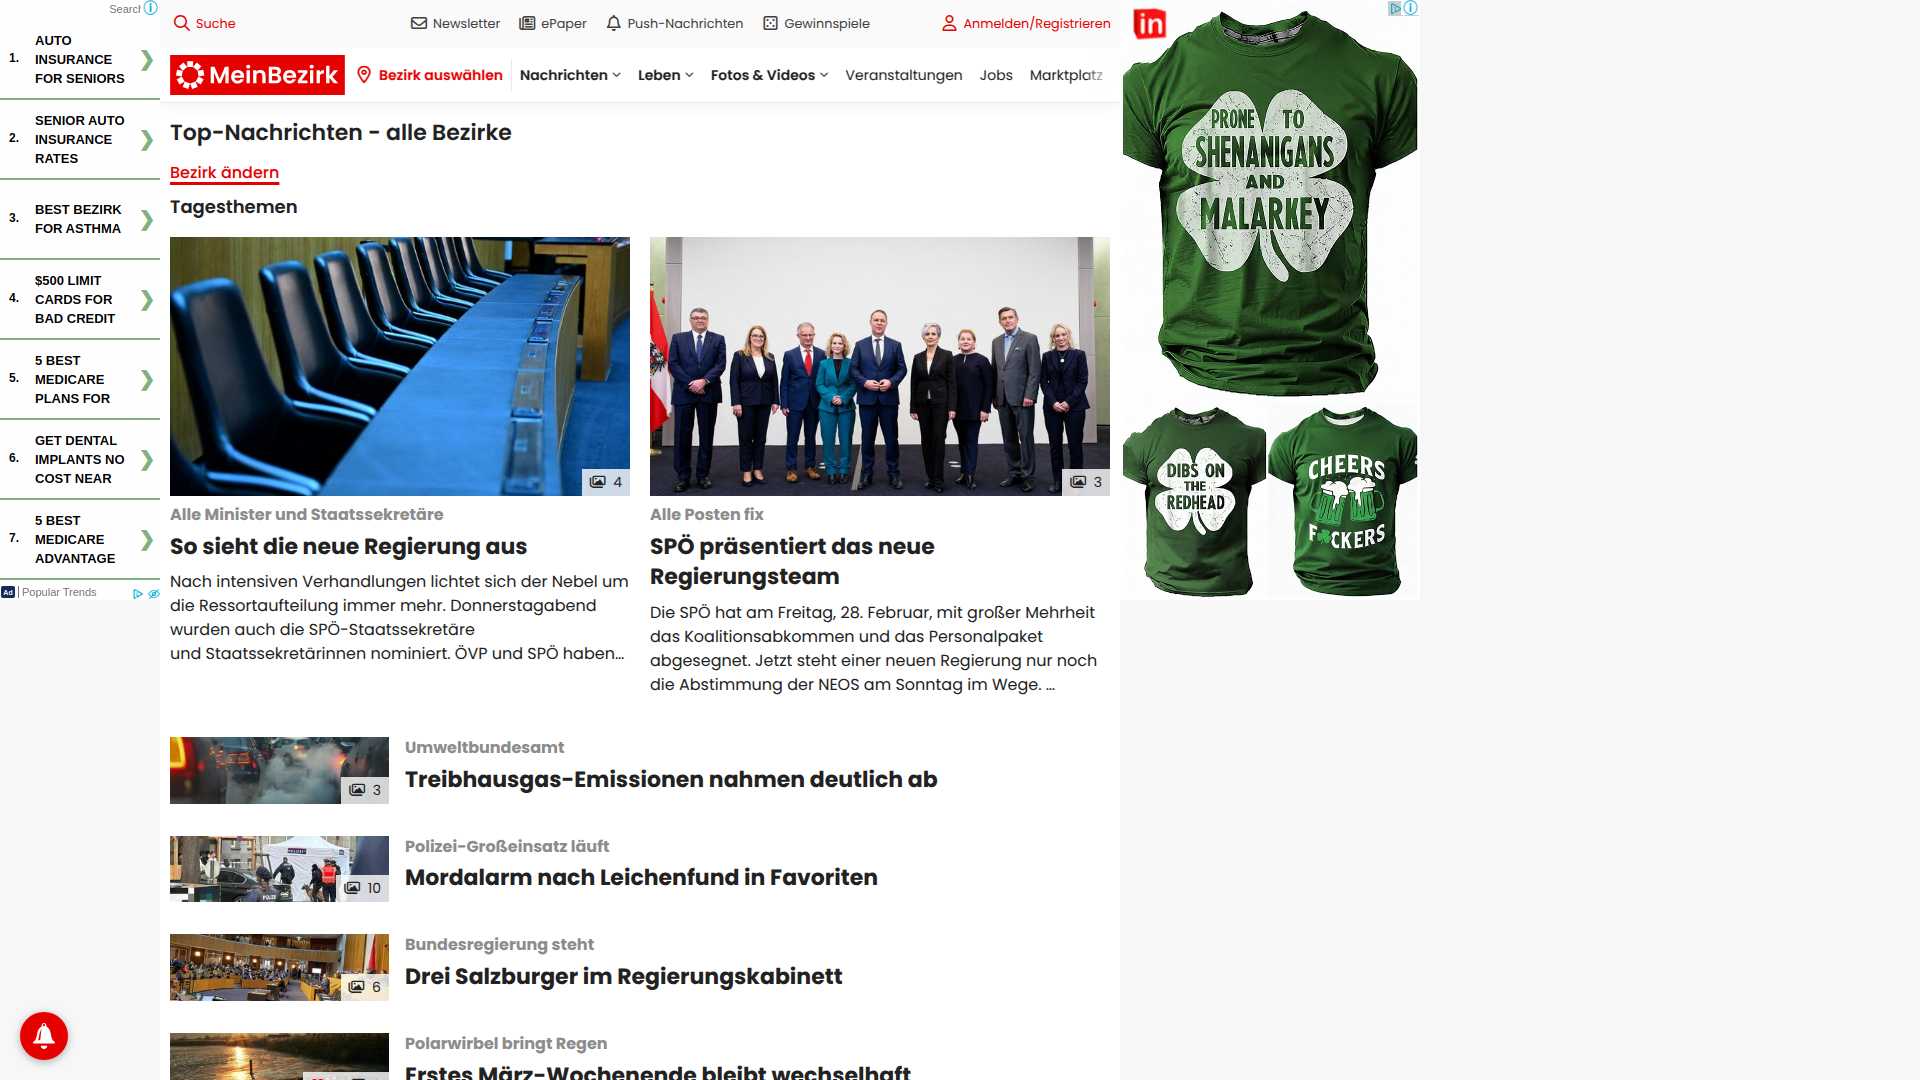 Search
1. AUTO
INSURANCE
FOR SENIORS
2. SENIOR AUTO
INSURANCE
RATES
3. BEST BEZIRK
FOR ASTHMA
4. $500 LIMIT
CARDS FOR
BAD CREDIT
5. 5 BEST
MEDICARE
PLANS FOR
6. GET DENTAL
IMPLANTS NO
COST NEAR
7. 5 BEST
MEDICARE
ADVANTAGE
Ad Popular Trends
Suche Newsletter ePaper Push-Nachrichten Gewinnspiele Anmelden/Registrieren
MeinBezirk Bezirk auswählen Nachrichten Leben Fotos & Videos Veranstaltungen Jobs Marktplatz
Top-Nachrichten - alle Bezirke
Bezirk ändern
Tagesthemen
4
Alle Minister und Staatssekretäre
So sieht die neue Regierung aus
Nach intensiven Verhandlungen lichtet sich der Nebel um
die Ressortaufteilung immer mehr. Donnerstagabend
wurden auch die SPÖ-Staatssekretäre
und Staatssekretärinnen nominiert. ÖVP und SPÖ haben...
3
Alle Posten fix
SPÖ präsentiert das neue
Regierungsteam
Die SPÖ hat am Freitag, 28. Februar, mit großer Mehrheit
das Koalitionsabkommen und das Personalpaket
abgesegnet. Jetzt steht einer neuen Regierung nur noch
die Abstimmung der NEOS am Sonntag im Wege. ...
3
Umweltbundesamt
Treibhausgas-Emissionen nahmen deutlich ab
10
Polizei-Großeinsatz läuft
Mordalarm nach Leichenfund in Favoriten
6
Bundesregierung steht
Drei Salzburger im Regierungskabinett
Polarwirbel bringt Regen
Erstes März-Wochenende bleibt wechselhaft
in
PRONE TO
SHENANIGANS
AND
MALARKEY
DIBS ON
THE
REDHEAD
CHEERS
F☘CKERS